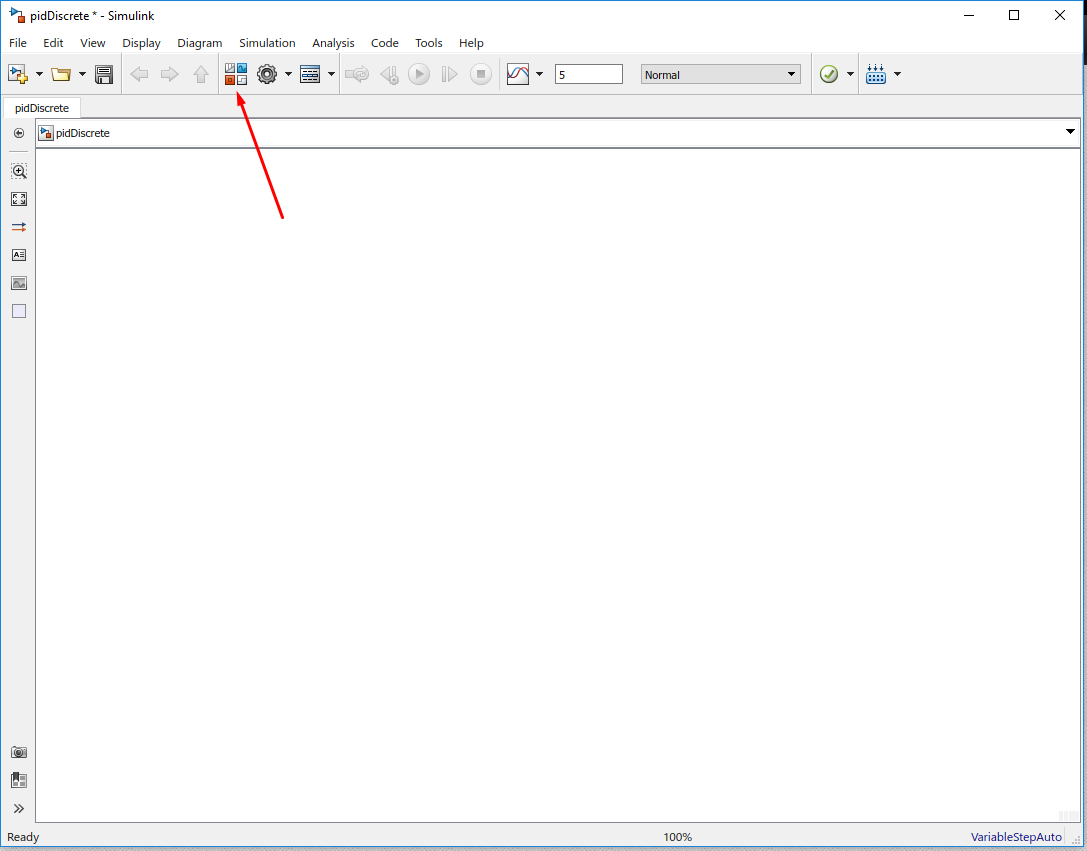 pidDiscrete * - Simulink
File Edit View Display Diagram Simulation Analysis Code Tools Help
5 Normal
pidDiscrete
pidDiscrete
Ready 100% VariableStepAuto